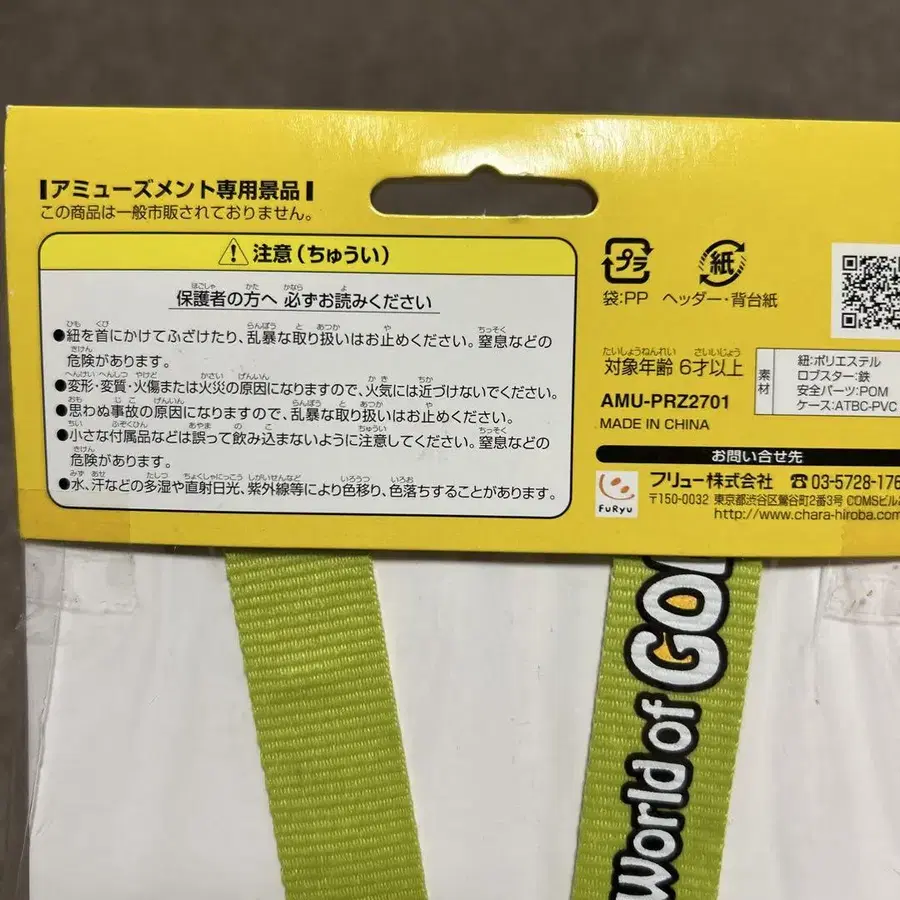 アミューズメント専用景品
この商品は一般市販されておりません。
注意(ちゅうい)
保護者の方へ 必ずお読みください
●紐を首にかけてふざけたり、乱暴な取り扱いはお止めください。窒息などの
危険があります。
●変形・変質・火傷または火災の原因になりますので、火気には近づけないでください。
●思わぬ事故の原因になりますので、乱暴な取り扱いはお止めください。
●小さな付属品などは誤って飲み込まないように注意してください。窒息などの
危険があります。
●水、汗などの多湿や直射日光、紫外線等により色移り、色落ちすることがあります。
プラ
袋:PP
紙
ヘッダー・背台紙
対象年齢 6才以上
AMU-PRZ2701
MADE IN CHINA
素材
紐:ポリエステル
ロブスター:鉄
安全パーツ:POM
ケース:ATBC-PVC
お問い合せ先
FuRyu
フリュー株式会社 ☎03-5728-176
〒150-0032 東京都渋谷区鶯谷町2番3号 COMSビル
http://www.chara-hiroba.com
World of GO